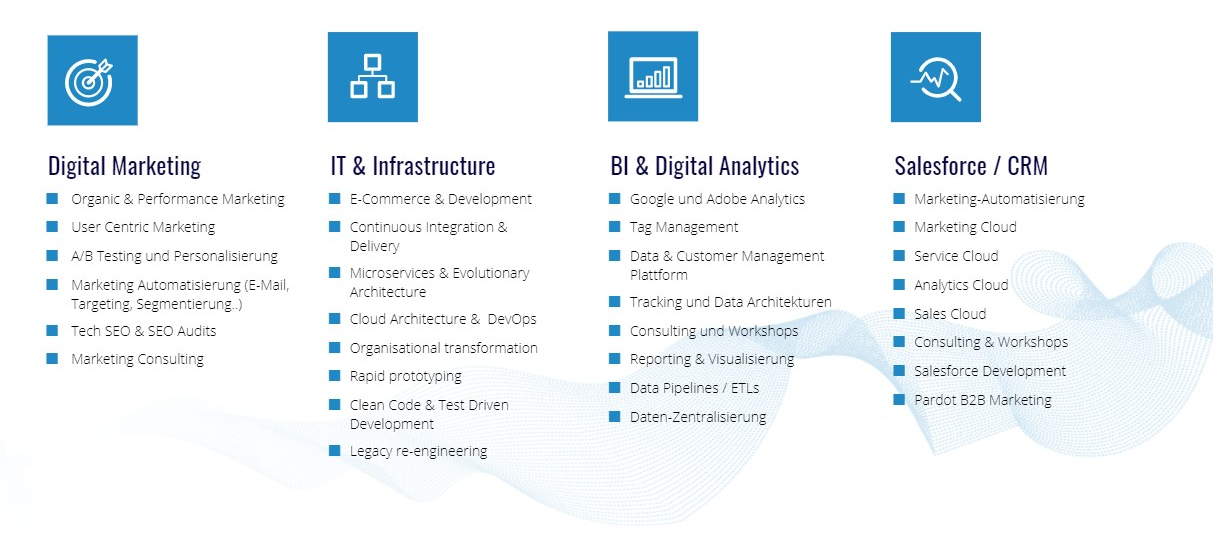 Digital Marketing
Organic & Performance Marketing
User Centric Marketing
A/B Testing und Personalisierung
Marketing Automatisierung (E-Mail,
Targeting, Segmentierung..)
Tech SEO & SEO Audits
Marketing Consulting
IT & Infrastructure
E-Commerce & Development
Continuous Integration &
Delivery
Microservices & Evolutionary
Architecture
Cloud Architecture & DevOps
Organisational transformation
Rapid prototyping
Clean Code & Test Driven
Development
Legacy re-engineering
BI & Digital Analytics
Google und Adobe Analytics
Tag Management
Data & Customer Management
Plattform
Tracking und Data Architekturen
Consulting und Workshops
Reporting & Visualisierung
Data Pipelines / ETLs
Daten-Zentralisierung
Salesforce / CRM
Marketing-Automatisierung
Marketing Cloud
Service Cloud
Analytics Cloud
Sales Cloud
Consulting & Workshops
Salesforce Development
Pardot B2B Marketing